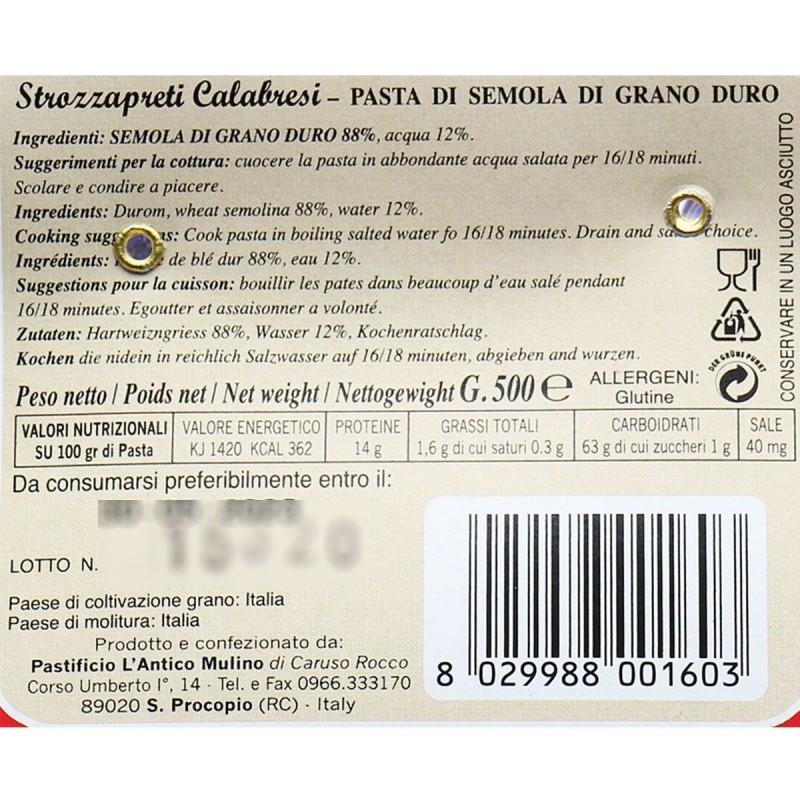 Strozzapreti Calabresi – PASTA DI SEMOLA DI GRANO DURO
Ingredienti: SEMOLA DI GRANO DURO 88%, acqua 12%.
Suggerimenti per la cottura: cuocere la pasta in abbondante acqua salata per 16/18 minuti.
Scolare e condire a piacere.
Ingredients: Durom, wheat semolina 88%, water 12%.
Cooking Cook pasta in boiling salted water fo 16/18 minutes. Drain and choice.
Ingrédients: de blé dur 88%, eau 12%.
Suggestions pour la cuisson: bouillir les pates dans beaucoup d'eau salé pendant
16/18 minutes. Egoutter et assaisonner a volonté.
Zutaten: Hartweizngriess 88%, Wasser 12%, Kochenratschlag.
Kochen die nidein in reichlich Salzwasser auf 16/18 minuten, abgieben and wurzen.
Peso netto / Poids net / Net weight / Nettogewight G. 500 ℮
ALLERGENI:
Glutine
DER GRÜNE PUNKT
CONSERVARE IN UN LUOGO ASCIUTTO
VALORI NUTRIZIONALI VALORE ENERGETICO PROTEINE GRASSI TOTALI CARBOIDRATI SALE
SU 100 gr di Pasta KJ 1420 KCAL 362 14 g 1,6 g di cui saturi 0.3 g 63 g di cui zuccheri 1 g 40 mg
Da consumarsi preferibilmente entro il:
LOTTO N.
Paese di coltivazione grano: Italia
Paese di molitura: Italia
Prodotto e confezionato da:
Pastificio L'Antico Mulino di Caruso Rocco
Corso Umberto I°, 14 - Tel. e Fax 0966.333170
89020 S. Procopio (RC) - Italy
8 029988 001603